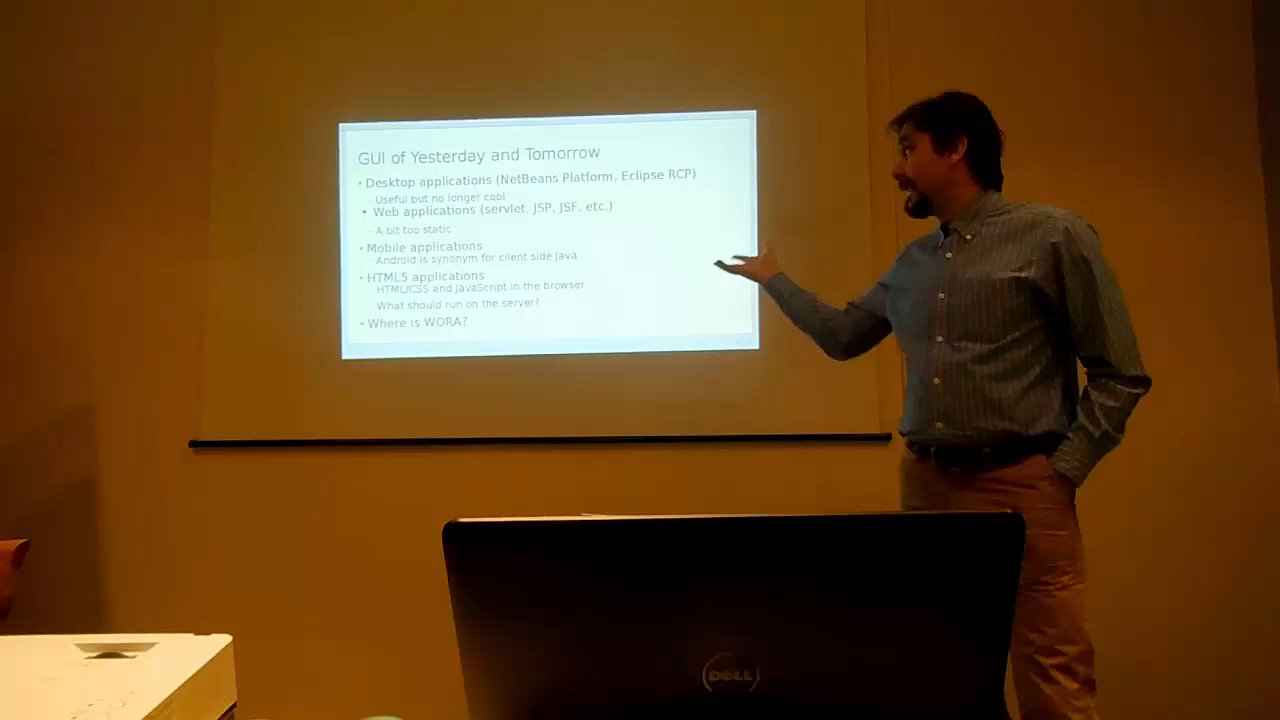 GUI of Yesterday and Tomorrow
• Desktop applications (NetBeans Platform, Eclipse RCP)
– Useful but no longer cool
• Web applications (servlet, JSP, JSF, etc.)
– A bit too static
• Mobile applications
– Android is synonym for client side Java
• HTML5 applications
– HTML/CSS and JavaScript in the browser
– What should run on the server?
• Where is WORA?
DELL